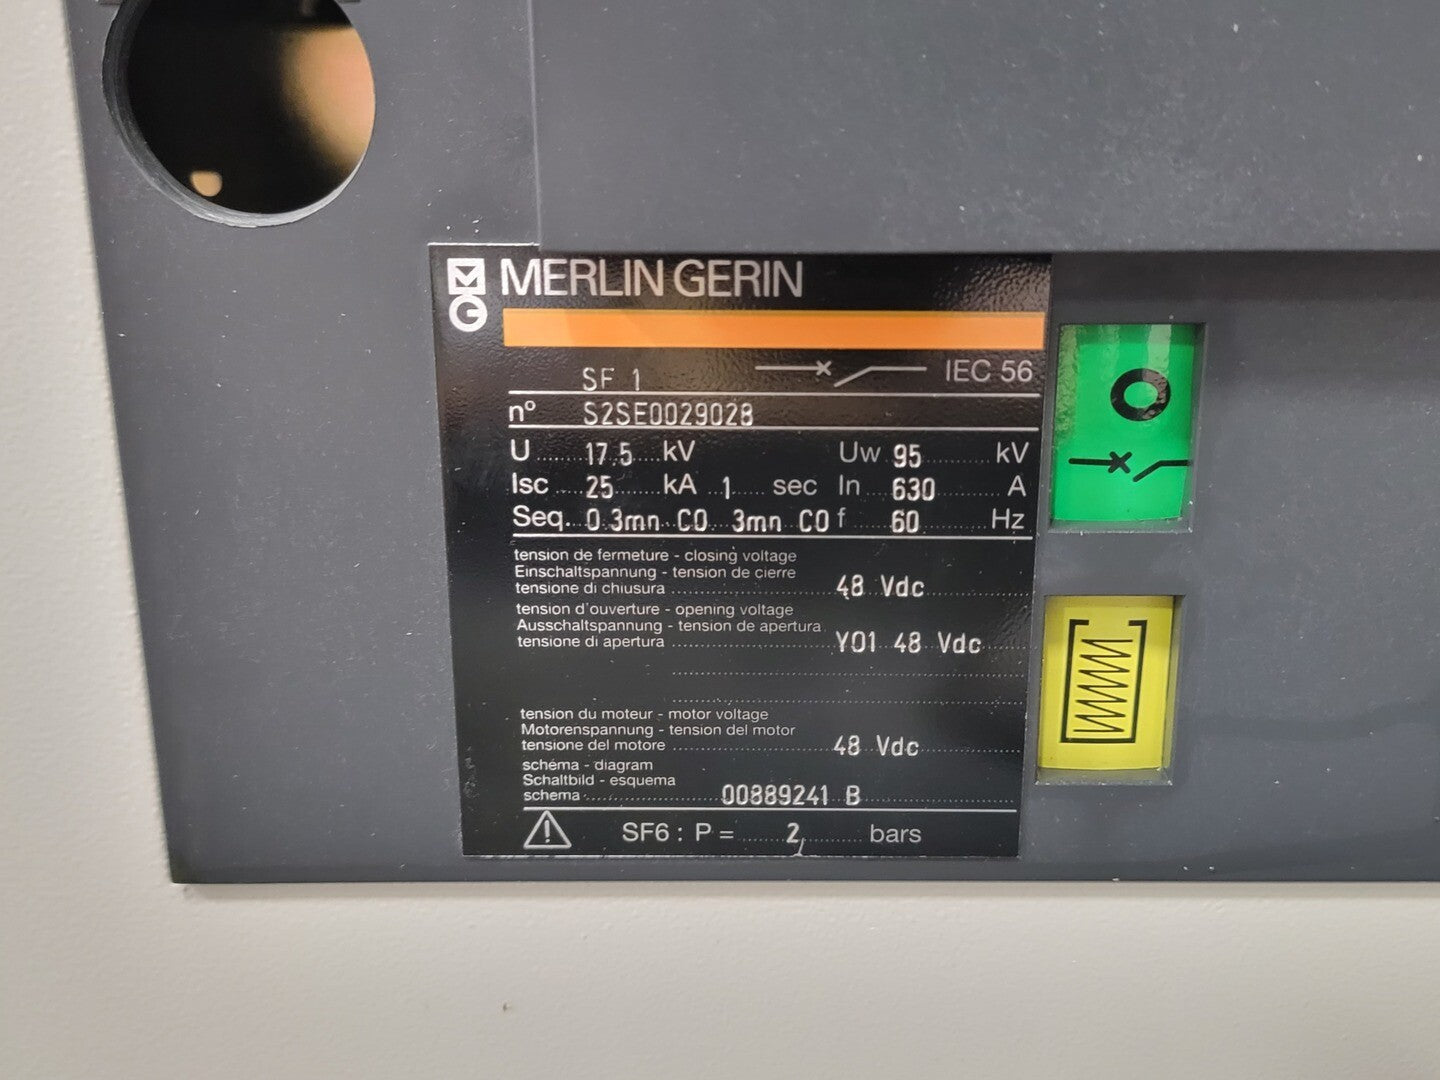 MG MERLIN GERIN
SF 1 IEC 56
n° S2SE0029028
U 17.5 kV Uw 95 kV
Isc 25 kA 1 sec In 630 A
Seq. 0.3mn CO 3mn CO f 60 Hz
tension de fermeture - closing voltage
Einschaltspannung - tension de cierre
tensione di chiusura 48 Vdc
tension d'ouverture - opening voltage
Ausschaltspannung - tension de apertura
tensione di apertura YO1 48 Vdc
tension du moteur - motor voltage
Motorenspannung - tension del motor
tensione del motore 48 Vdc
schéma - diagram
Schaltbild - esquema
schema 00889241 B
SF6 : P = 2 bars
O